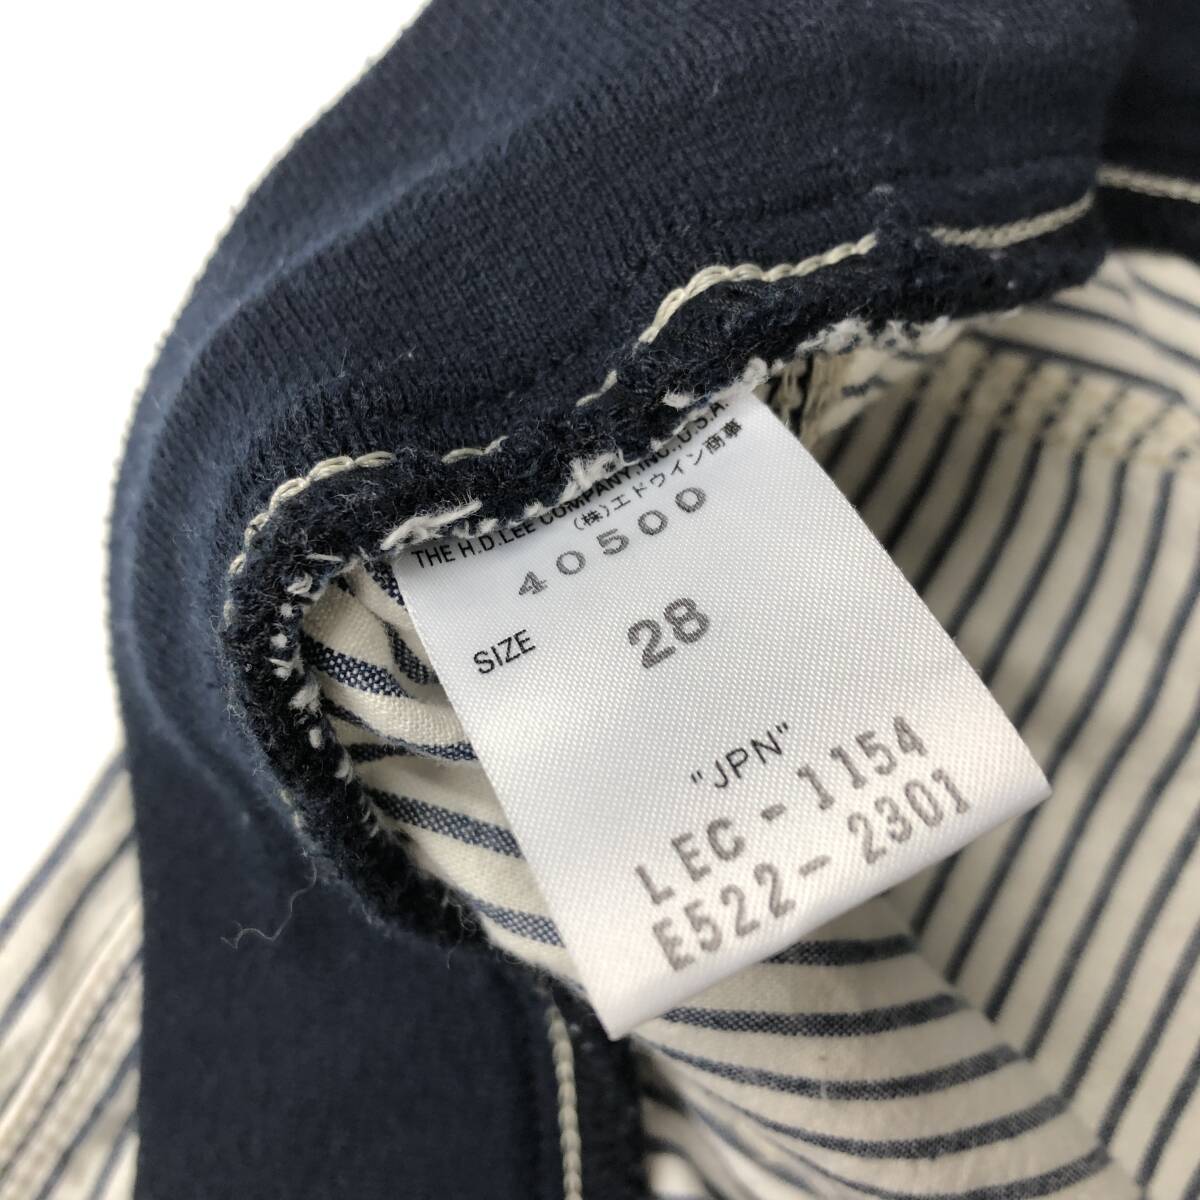 THE H.D.LEE COMPANY,INC.U.S.A.
(株)エドウイン商事
40500
SIZE 28
"JPN"
LEC-1154
E522-2301